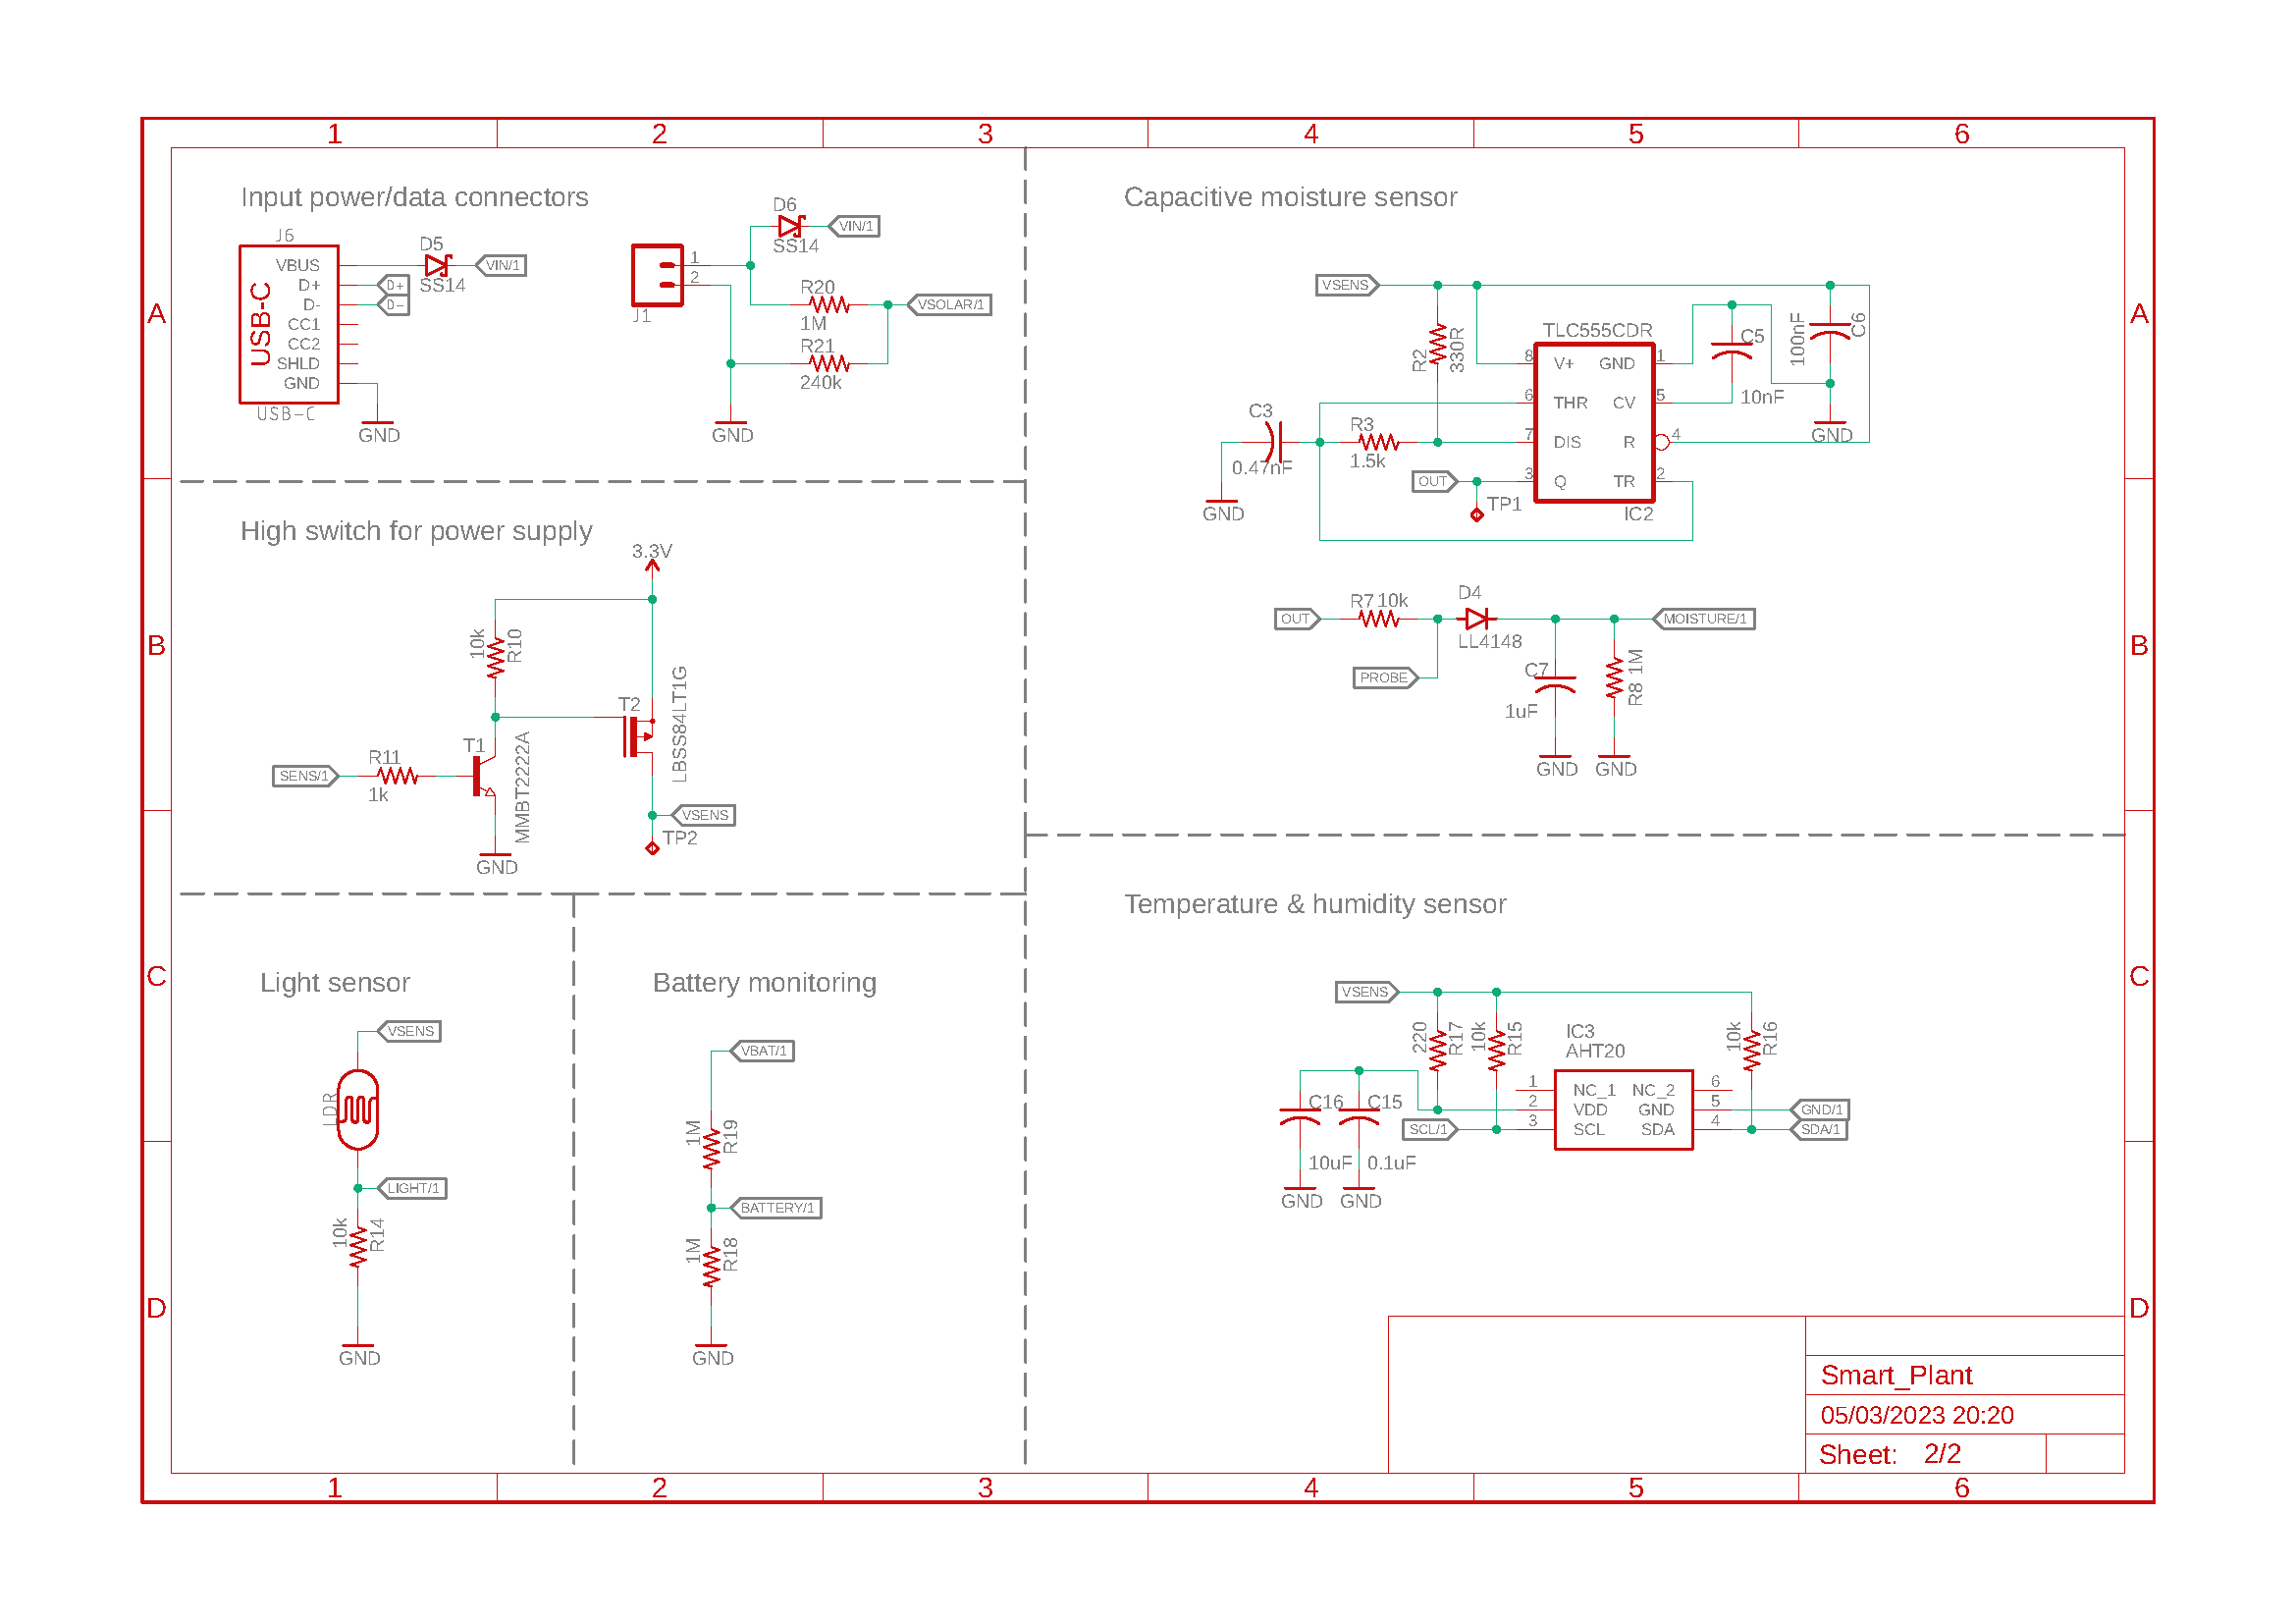 1 2 3 4 5 6
A
B
C
D
Input power/data connectors
J6
VBUS
D+
D-
CC1
CC2
SHLD
GND
USB-C
USB-C
D5
SS14
VIN/1
D+
D-
GND
J1
1
2
D6
SS14
VIN/1
R20
1M
R21
240k
VSOLAR/1
GND
High switch for power supply
3.3V
10k
R10
T2
LBSS84LT1G
T1
MMBT2222A
SENS/1
R11
1k
GND
VSENS
TP2
Light sensor
VSENS
LDR
LIGHT/1
10k
R14
GND
Battery monitoring
VBAT/1
1M
R19
BATTERY/1
1M
R18
GND
Capacitive moisture sensor
VSENS
R2
330R
TLC555CDR
8 V+ GND 1
6 THR CV 5
7 DIS R 4
3 Q TR 2
IC2
C5
10nF
100nF
C6
GND
C3
0.47nF
GND
R3
1.5k
OUT
TP1
OUT
R7 10k
D4
LL4148
PROBE
MOISTURE/1
C7
1uF
R8 1M
GND
GND
Temperature & humidity sensor
VSENS
220
R17
10k
R15
10k
R16
IC3
AHT20
1 NC_1 NC_2 6
2 VDD GND 5
3 SCL SDA 4
GND/1
SDA/1
SCL/1
C16
10uF
C15
0.1uF
GND
GND
Smart_Plant
05/03/2023 20:20
Sheet: 2/2
A
B
C
D
1 2 3 4 5 6